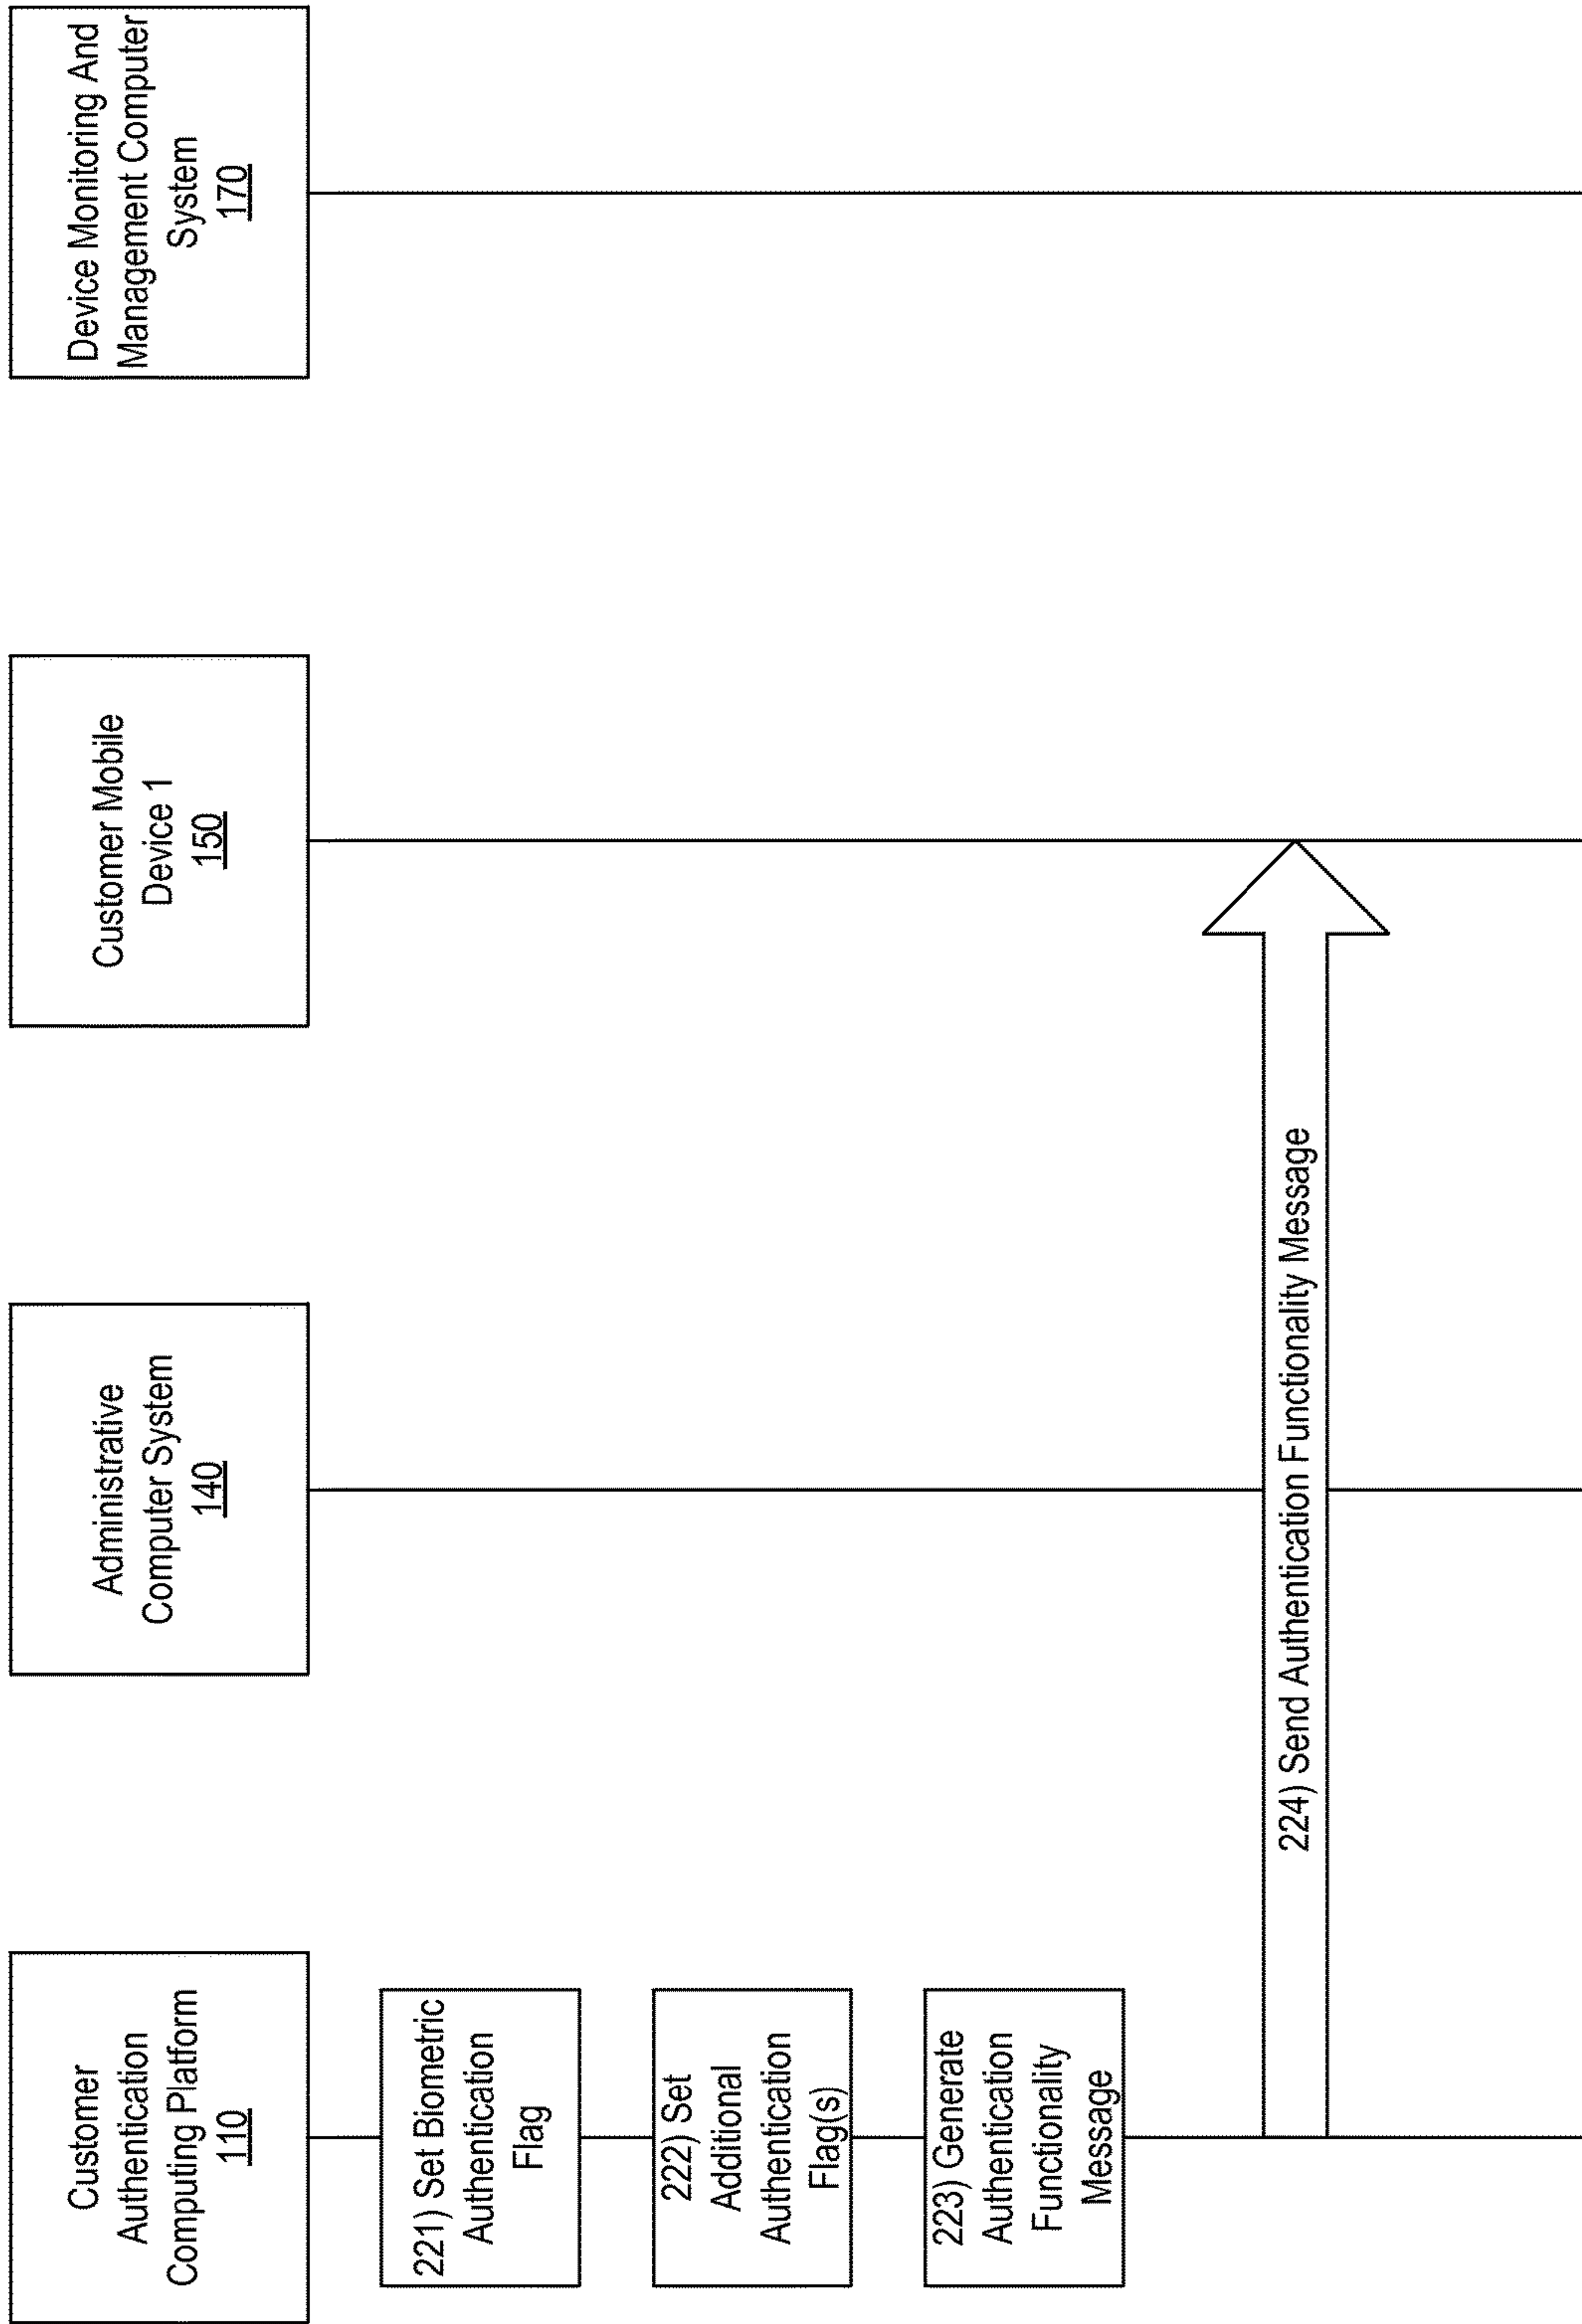 Customer
Authentication
Computing Platform
110
Administrative
Computer System
140
Customer Mobile
Device 1
150
Device Monitoring And
Management Computer
System
170
221) Set Biometric
Authentication
Flag
222) Set
Additional
Authentication
Flag(s)
223) Generate
Authentication
Functionality
Message
224) Send Authentication Functionality Message